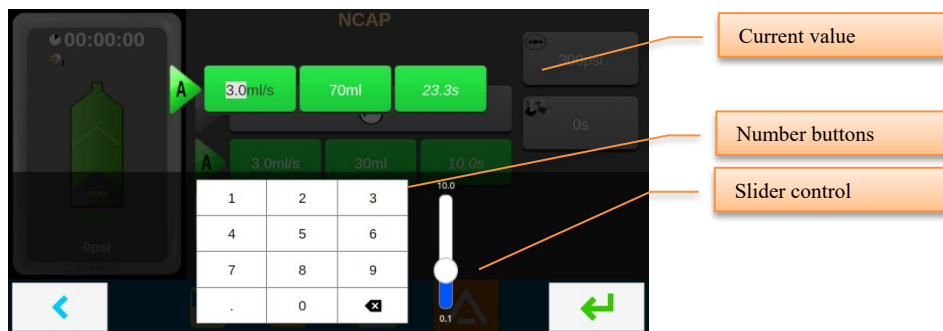 NCAP
00:00:00
300psi
A
3.0ml/s 70ml 23.3s
0s
A
3.0ml/s 30ml 10.0s
0psi
1 2 3
4 5 6
7 8 9
. 0
10.0
0.1
Current value
Number buttons
Slider control